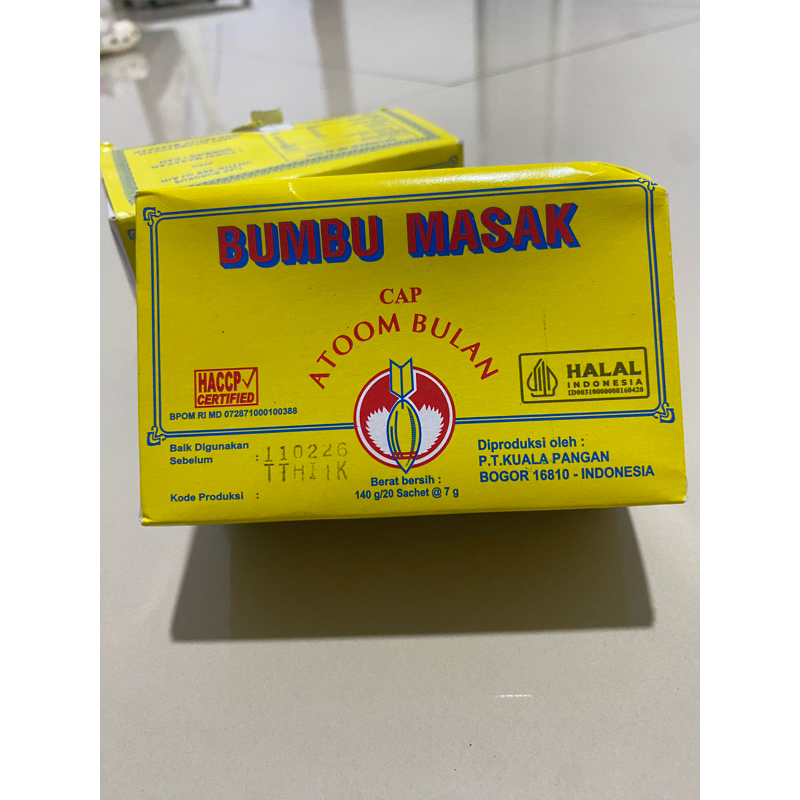 BUMBU MASAK
CAP
ATOOM BULAN
HACCP
CERTIFIED
BPOM RI MD 072871000100388
HALAL
INDONESIA
ID00310000008160420
Baik Digunakan
Sebelum : 110226
Kode Produksi :
Berat bersih :
140 g/20 Sachet @ 7 g
Diproduksi oleh :
P.T.KUALA PANGAN
BOGOR 16810 - INDONESIA